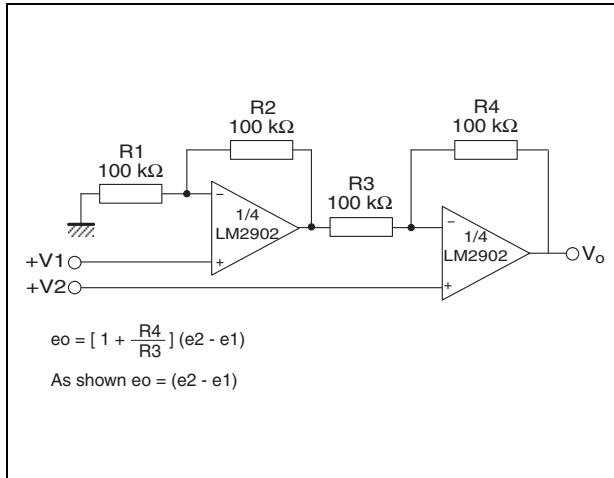 R1
100 kΩ
R2
100 kΩ
R3
100 kΩ
R4
100 kΩ
1/4
LM2902
1/4
LM2902
+V1
+V2
Vo
eo = [ 1 + R4/R3 ] (e2 - e1)
As shown eo = (e2 - e1)